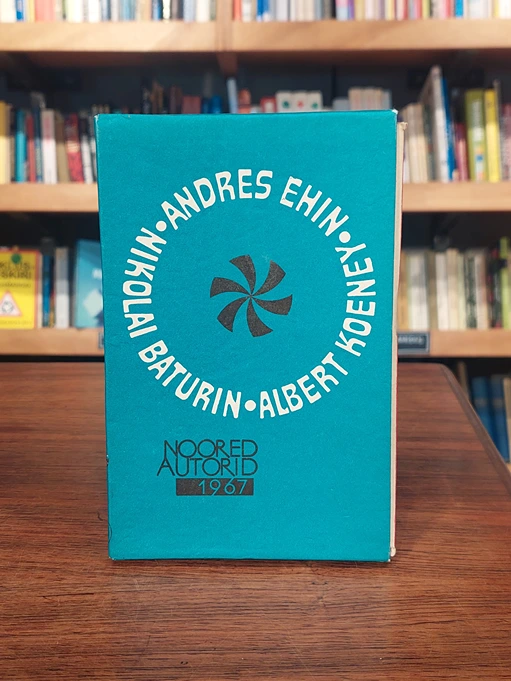 •ANDRES EHIN•
ALBERT KOENEY
•NIKOLAI BATURIN
NOORED
AUTORID
1967